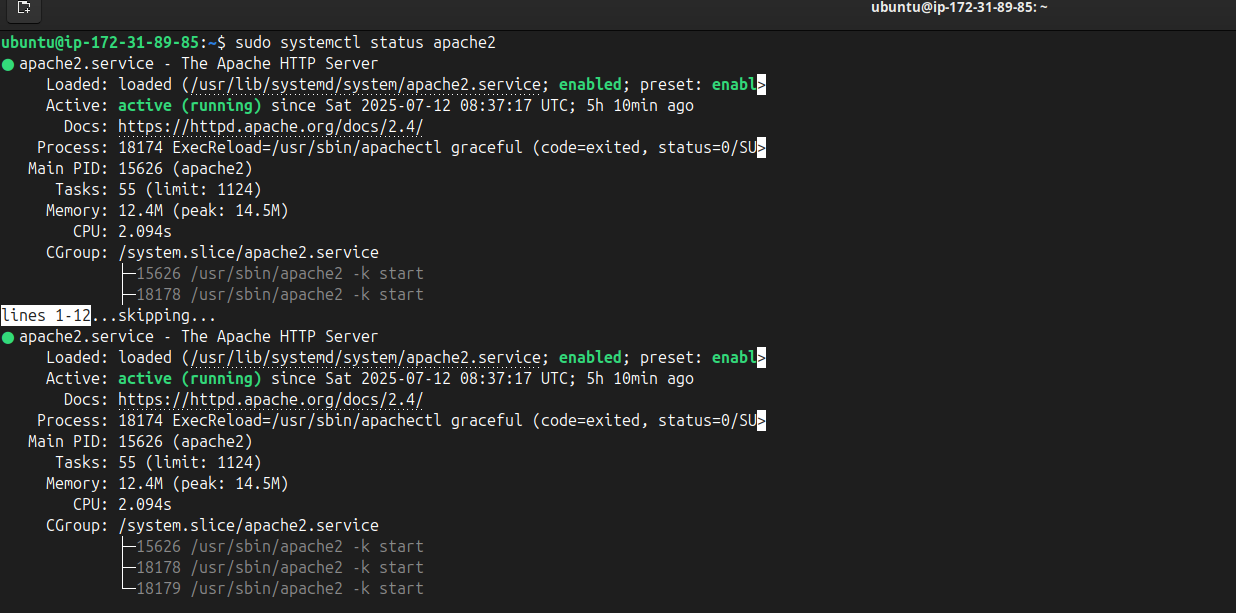 ubuntu@ip-172-31-89-85: ~
ubuntu@ip-172-31-89-85:~$ sudo systemctl status apache2
● apache2.service - The Apache HTTP Server
     Loaded: loaded (/usr/lib/systemd/system/apache2.service; enabled; preset: enabl>
     Active: active (running) since Sat 2025-07-12 08:37:17 UTC; 5h 10min ago
       Docs: https://httpd.apache.org/docs/2.4/
    Process: 18174 ExecReload=/usr/sbin/apachectl graceful (code=exited, status=0/SU>
   Main PID: 15626 (apache2)
      Tasks: 55 (limit: 1124)
     Memory: 12.4M (peak: 14.5M)
        CPU: 2.094s
     CGroup: /system.slice/apache2.service
             ├─15626 /usr/sbin/apache2 -k start
             ├─18178 /usr/sbin/apache2 -k start
lines 1-12...skipping...
● apache2.service - The Apache HTTP Server
     Loaded: loaded (/usr/lib/systemd/system/apache2.service; enabled; preset: enabl>
     Active: active (running) since Sat 2025-07-12 08:37:17 UTC; 5h 10min ago
       Docs: https://httpd.apache.org/docs/2.4/
    Process: 18174 ExecReload=/usr/sbin/apachectl graceful (code=exited, status=0/SU>
   Main PID: 15626 (apache2)
      Tasks: 55 (limit: 1124)
     Memory: 12.4M (peak: 14.5M)
        CPU: 2.094s
     CGroup: /system.slice/apache2.service
             ├─15626 /usr/sbin/apache2 -k start
             ├─18178 /usr/sbin/apache2 -k start
             └─18179 /usr/sbin/apache2 -k start